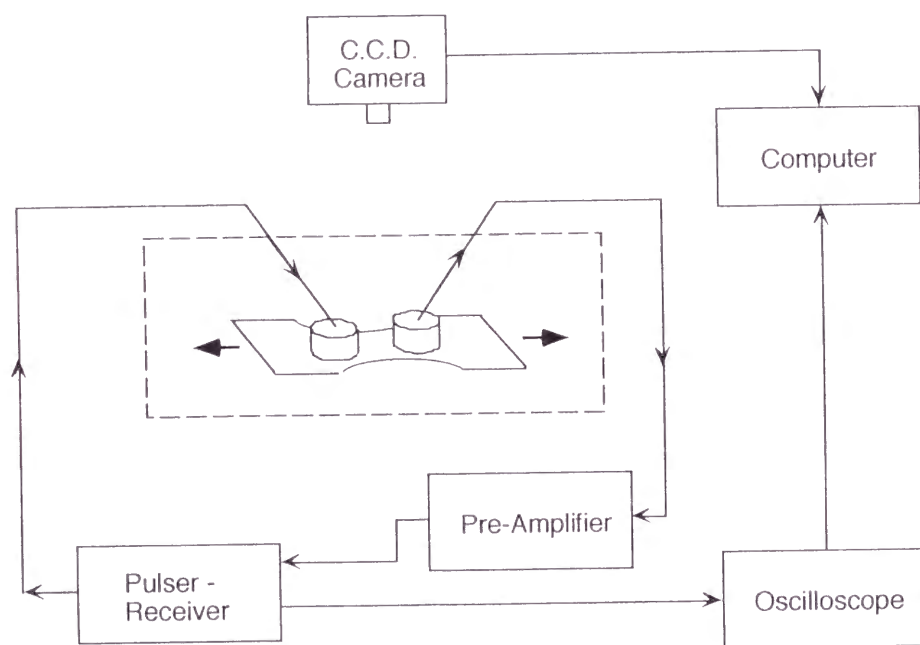 C.C.D.
Camera
Computer
Pre-Amplifier
Pulser -
Receiver
Oscilloscope